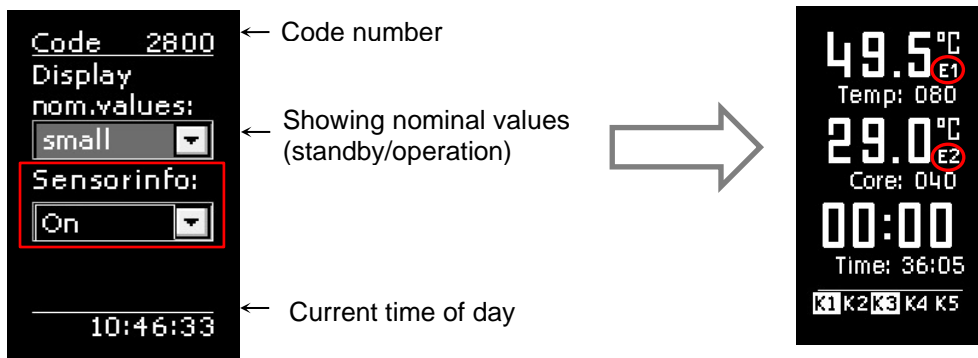 Code 2800
Display
nom.values:
small
Sensorinfo:
On
10:46:33
← Code number
← Showing nominal values
(standby/operation)
← Current time of day
49.5°C
E1
Temp: 080
29.0°C
E2
Core: 040
00:00
Time: 36:05
K1 K2 K3 K4 K5